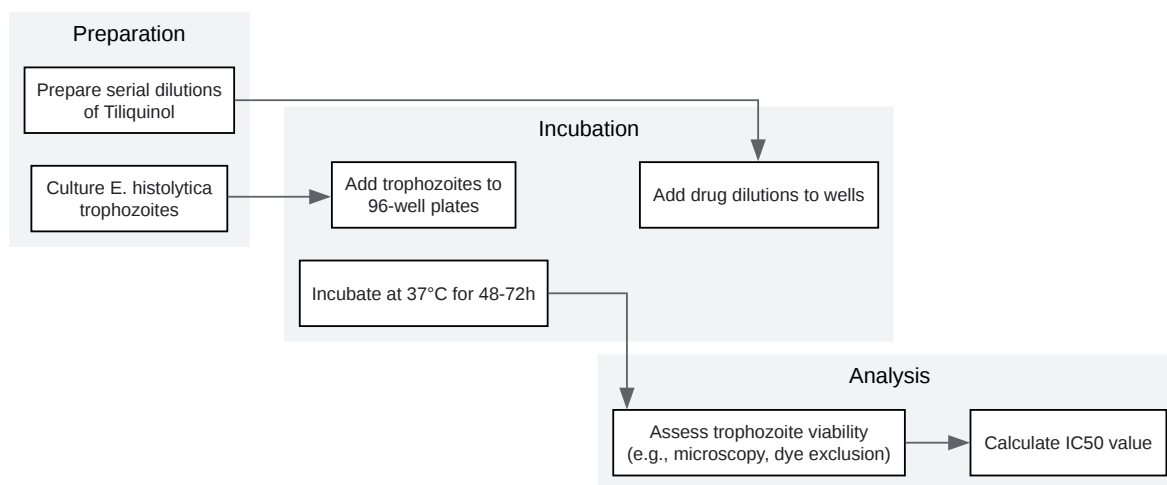 Preparation
Prepare serial dilutions
of Tiliquinol
Culture E. histolytica
trophozoites
Incubation
Add trophozoites to
96-well plates
Add drug dilutions to wells
Incubate at 37°C for 48-72h
Analysis
Assess trophozoite viability
(e.g., microscopy, dye exclusion)
Calculate IC50 value